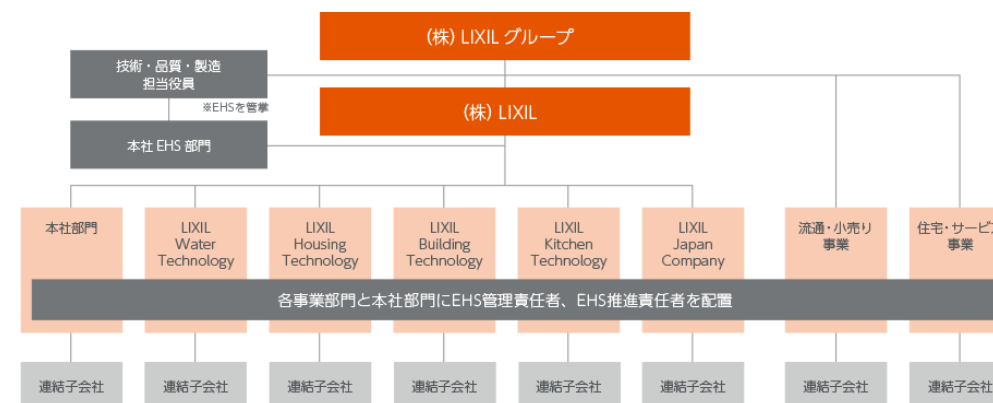 (株) LIXIL グループ
技術・品質・製造
担当役員
※EHSを管掌
(株) LIXIL
本社 EHS 部門
本社部門
LIXIL
Water
Technology
LIXIL
Housing
Technology
LIXIL
Building
Technology
LIXIL
Kitchen
Technology
LIXIL
Japan
Company
流通・小売り
事業
住宅・サービス
事業
各事業部門と本社部門にEHS管理責任者、EHS推進責任者を配置
連結子会社
連結子会社
連結子会社
連結子会社
連結子会社
連結子会社
連結子会社
連結子会社